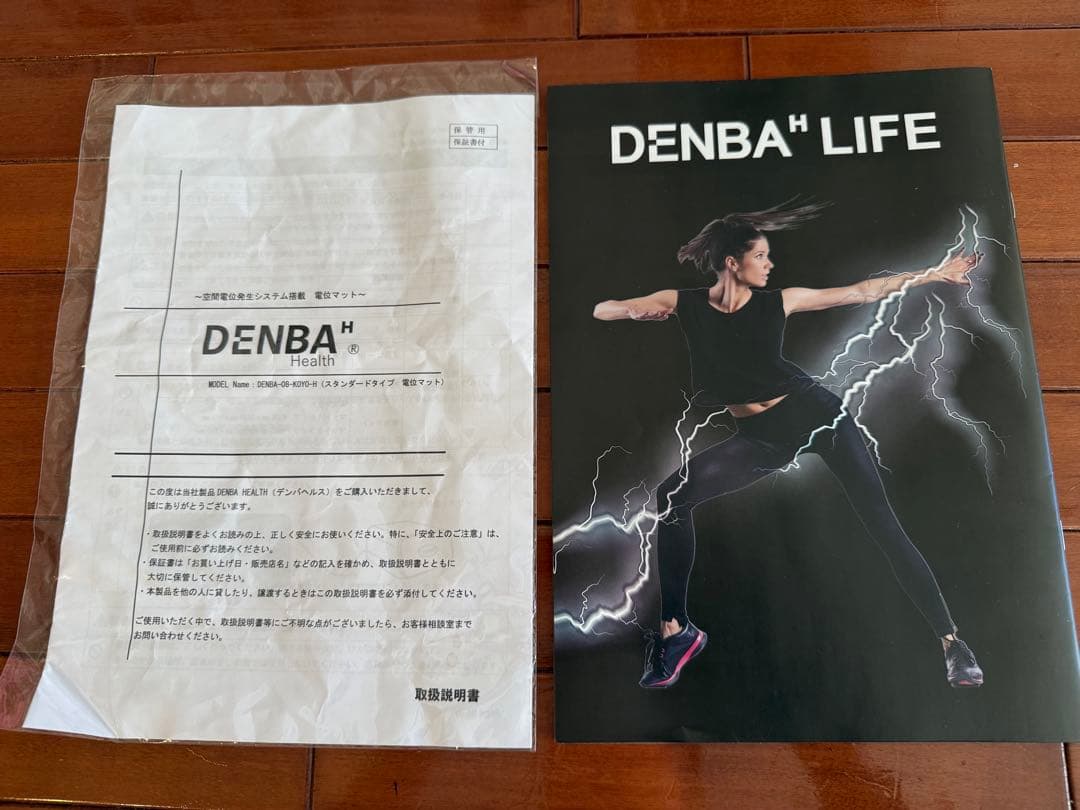 保管用
保証書付
～空間電位発生システム搭載　電位マット～
DENBA H
Health ®
MODEL Name：DENBA-08-KOYO-H（スタンダードタイプ　電位マット）
この度は当社製品DENBA HEALTH（デンバヘルス）をご購入いただきまして、
誠にありがとうございます。
・取扱説明書をよくお読みの上、正しく安全にお使いください。特に、「安全上のご注意」は、
ご使用前に必ずお読みください。
・保証書は「お買い上げ日・販売店名」などの記入を確かめ、取扱説明書とともに
大切に保管してください。
・本製品を他の人に貸したり、譲渡するときはこの取扱説明書を必ず添付してください。
ご使用いただく中で、取扱説明書等にご不明な点がございましたら、お客様相談室まで
お問い合わせください。
取扱説明書
DENBA H LIFE